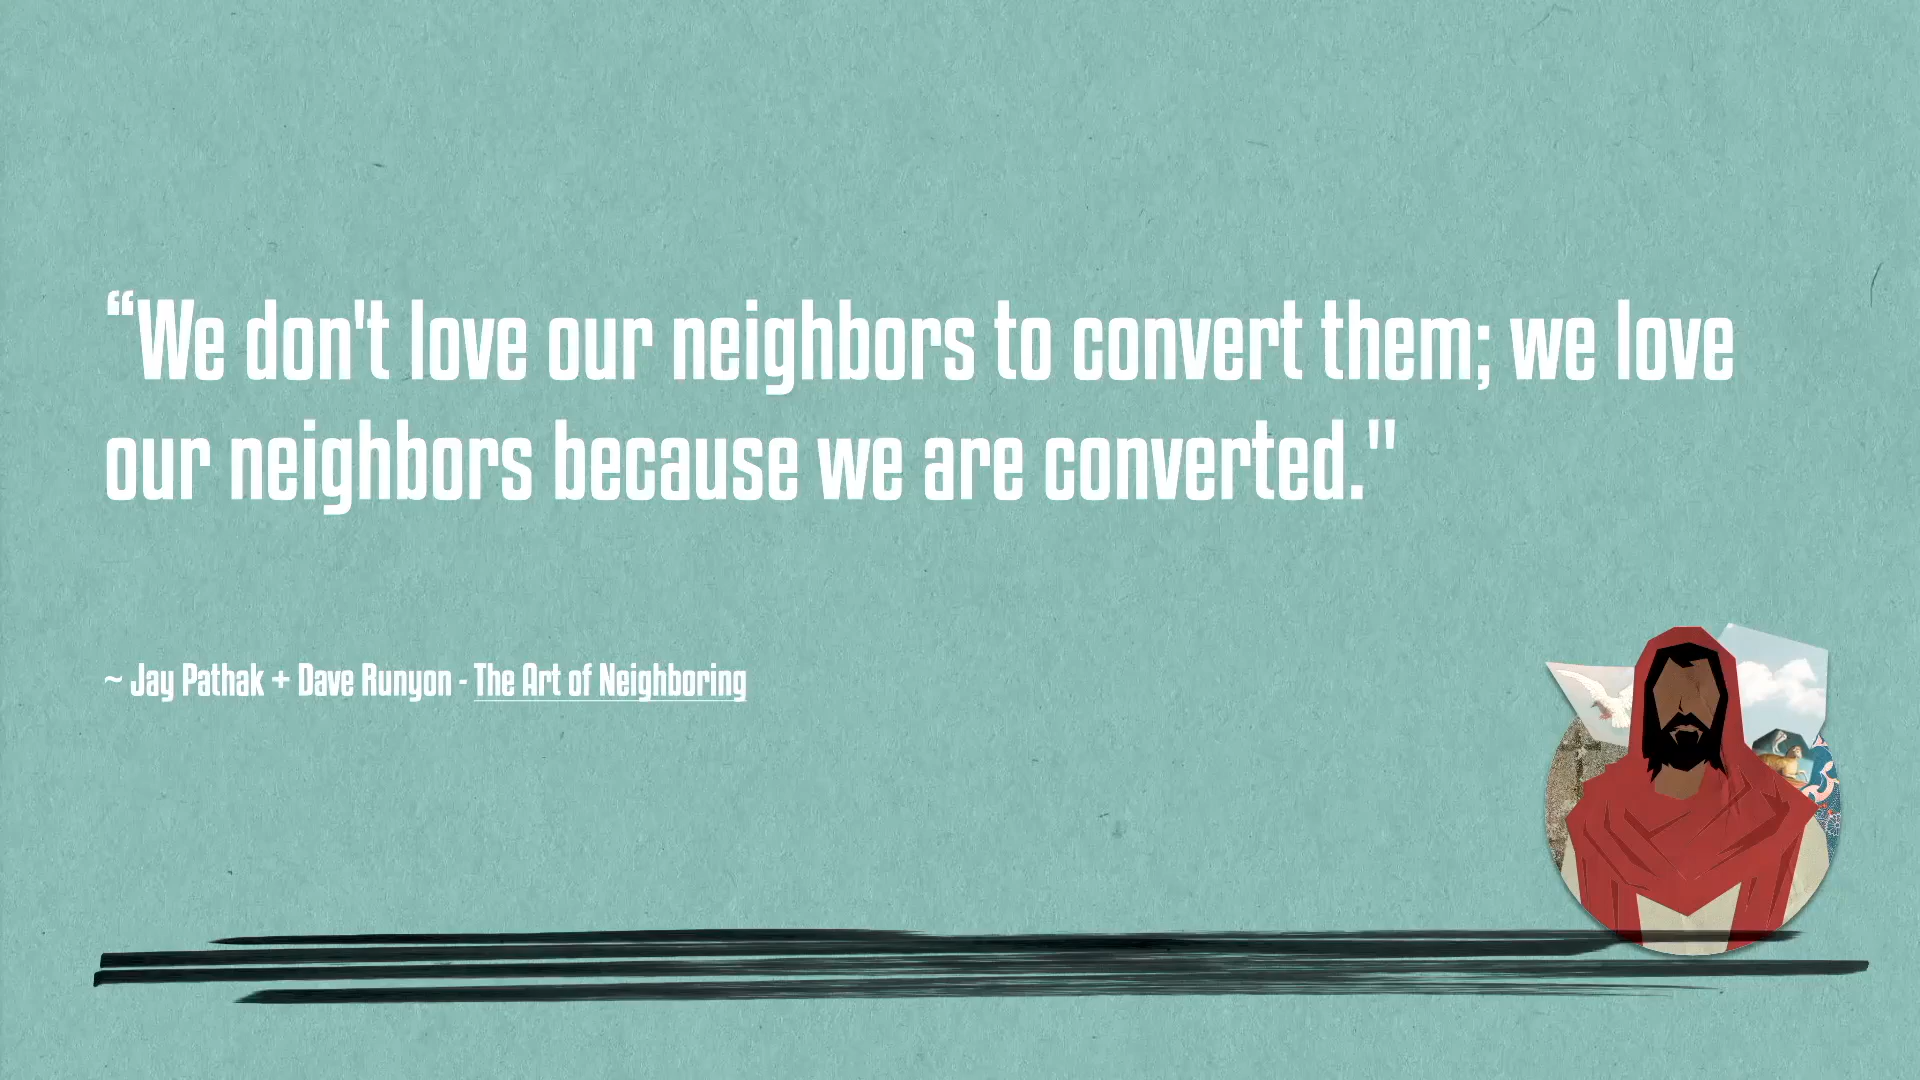 “We don't love our neighbors to convert them; we love
our neighbors because we are converted."
~ Jay Pathak + Dave Runyon - The Art of Neighboring